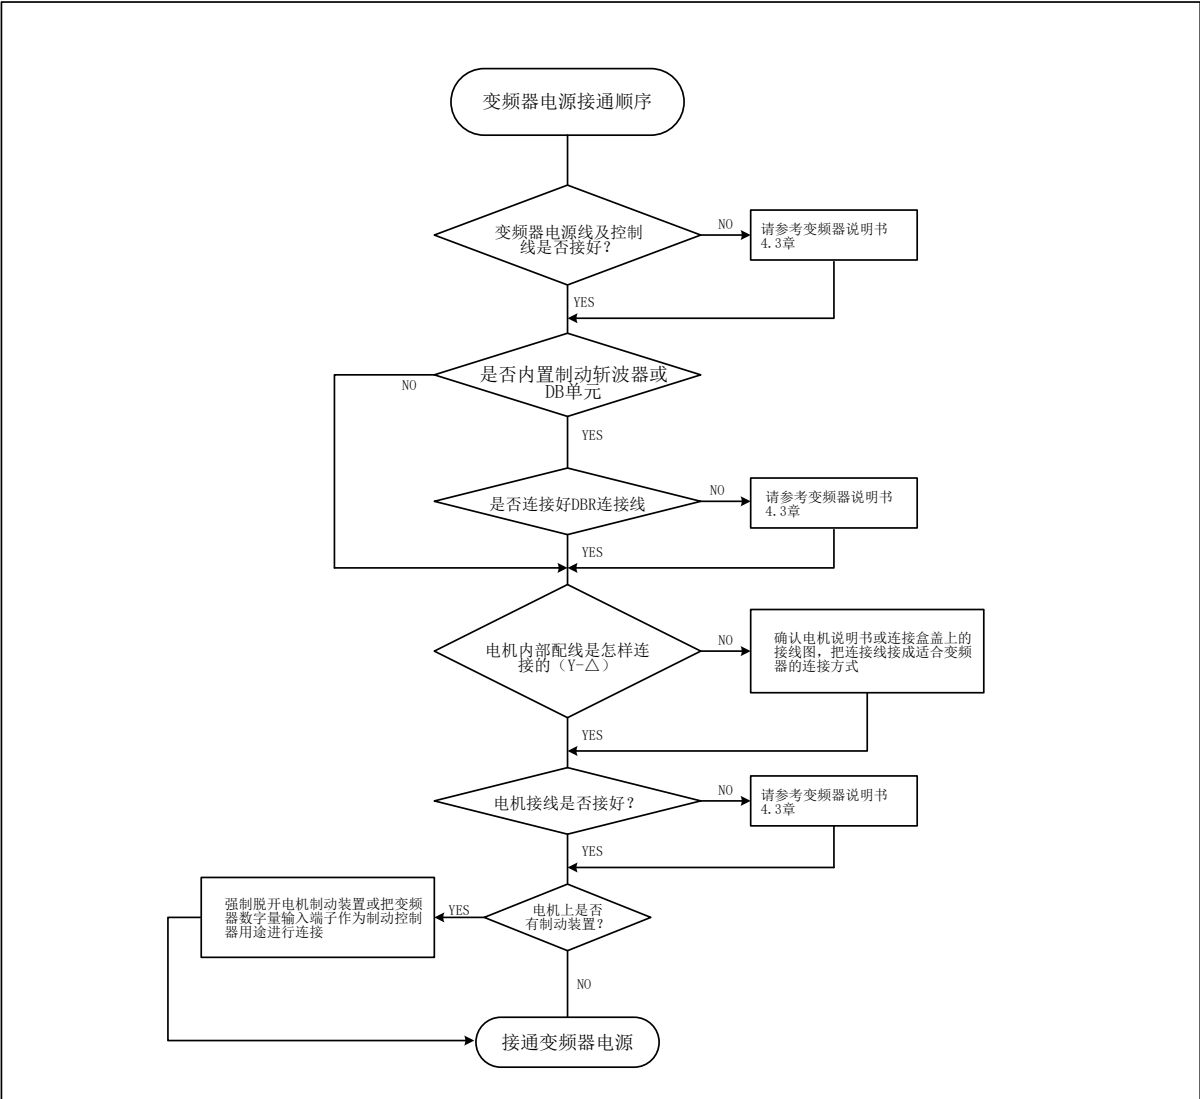 变频器电源接通顺序
变频器电源线及控制
线是否接好？
NO
请参考变频器说明书
4.3章
YES
是否内置制动斩波器或
DB单元
NO
YES
是否连接好DBR连接线
NO
请参考变频器说明书
4.3章
YES
电机内部配线是怎样连
接的（Y-△）
NO
确认电机说明书或连接盒盖上的
接线图，把连接线接成适合变频
器的连接方式
YES
电机接线是否接好？
NO
请参考变频器说明书
4.3章
YES
电机上是否
有制动装置？
YES
强制脱开电机制动装置或把变频
器数字量输入端子作为制动控制
器用途进行连接
NO
接通变频器电源